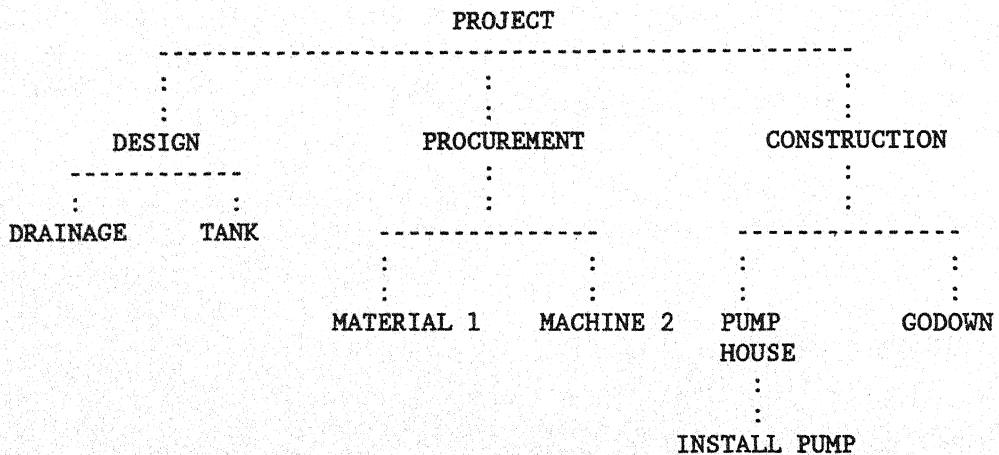 PROJECT
DESIGN PROCUREMENT CONSTRUCTION
DRAINAGE TANK
MATERIAL 1 MACHINE 2 PUMP HOUSE GODOWN
INSTALL PUMP